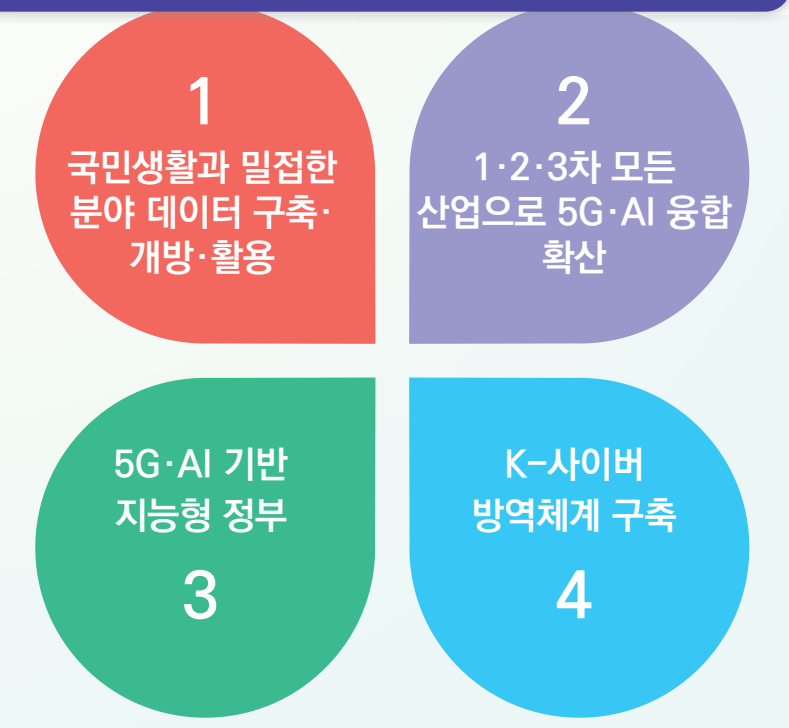 1
국민생활과 밀접한
분야 데이터 구축·
개방·활용
2
1·2·3차 모든
산업으로 5G·AI 융합
확산
5G·AI 기반
지능형 정부
3
K-사이버
방역체계 구축
4